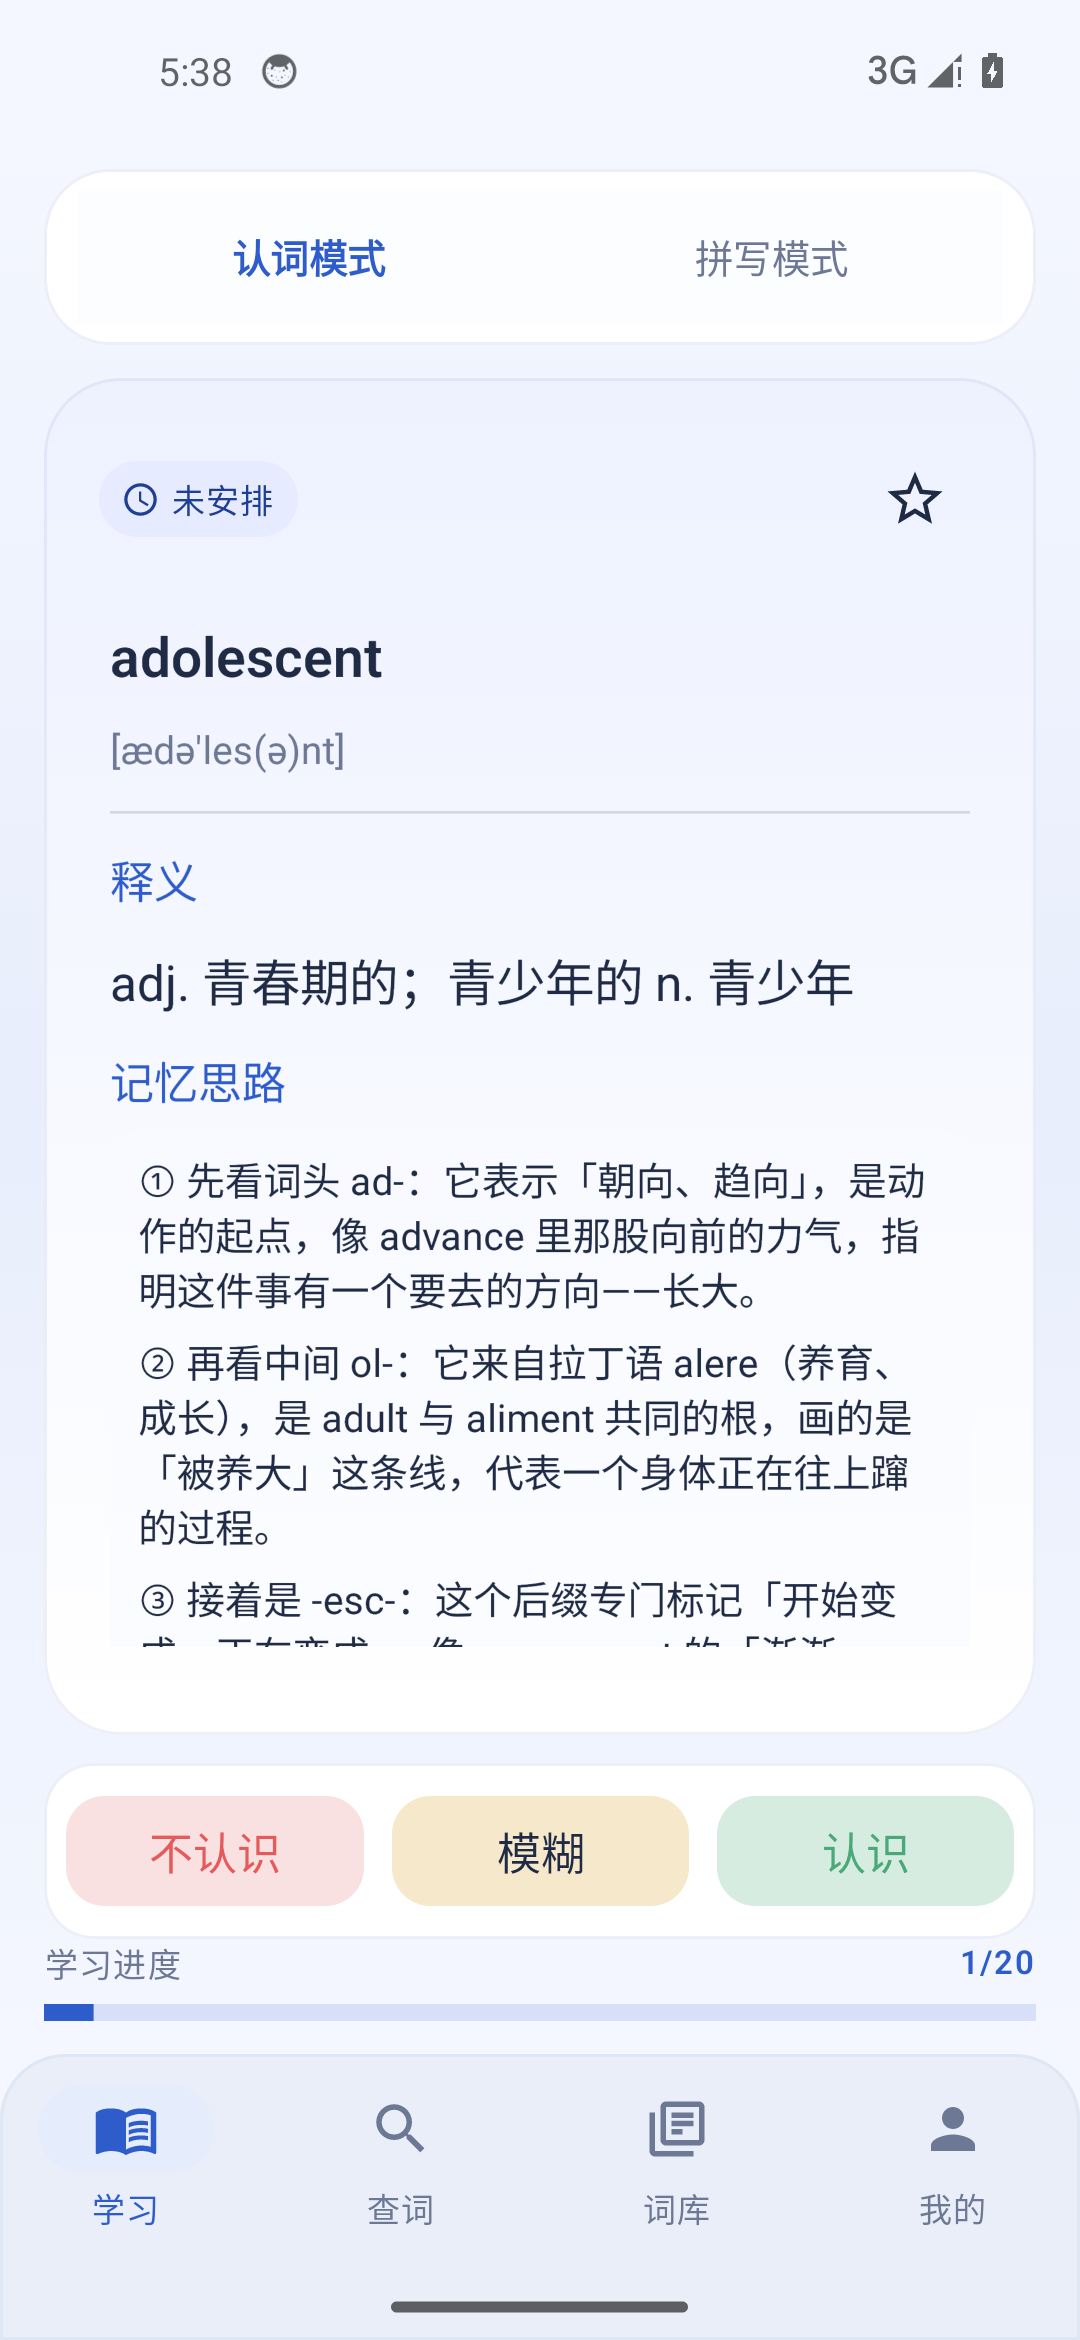 5:38
3G
认词模式
拼写模式
未安排
adolescent
[ædə'les(ə)nt]
释义
adj. 青春期的；青少年的 n. 青少年
记忆思路
① 先看词头 ad-：它表示「朝向、趋向」，是动
作的起点，像 advance 里那股向前的力气，指
明这件事有一个要去的方向——长大。
② 再看中间 ol-：它来自拉丁语 alere（养育、
成长），是 adult 与 aliment 共同的根，画的是
「被养大」这条线，代表一个身体正在往上蹿
的过程。
③ 接着是 -esc-：这个后缀专门标记「开始变
不认识
模糊
认识
学习进度
1/20
学习
查词
词库
我的